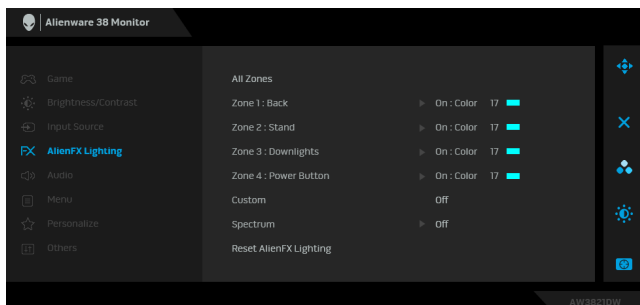 Alienware 38 Monitor
Game
Brightness/Contrast
Input Source
AlienFX Lighting
Audio
Menu
Personalize
Others
All Zones
Zone 1 : Back On : Color 17
Zone 2 : Stand On : Color 17
Zone 3 : Downlights On : Color 17
Zone 4 : Power Button On : Color 17
Custom Off
Spectrum Off
Reset AlienFX Lighting
AW3821DW